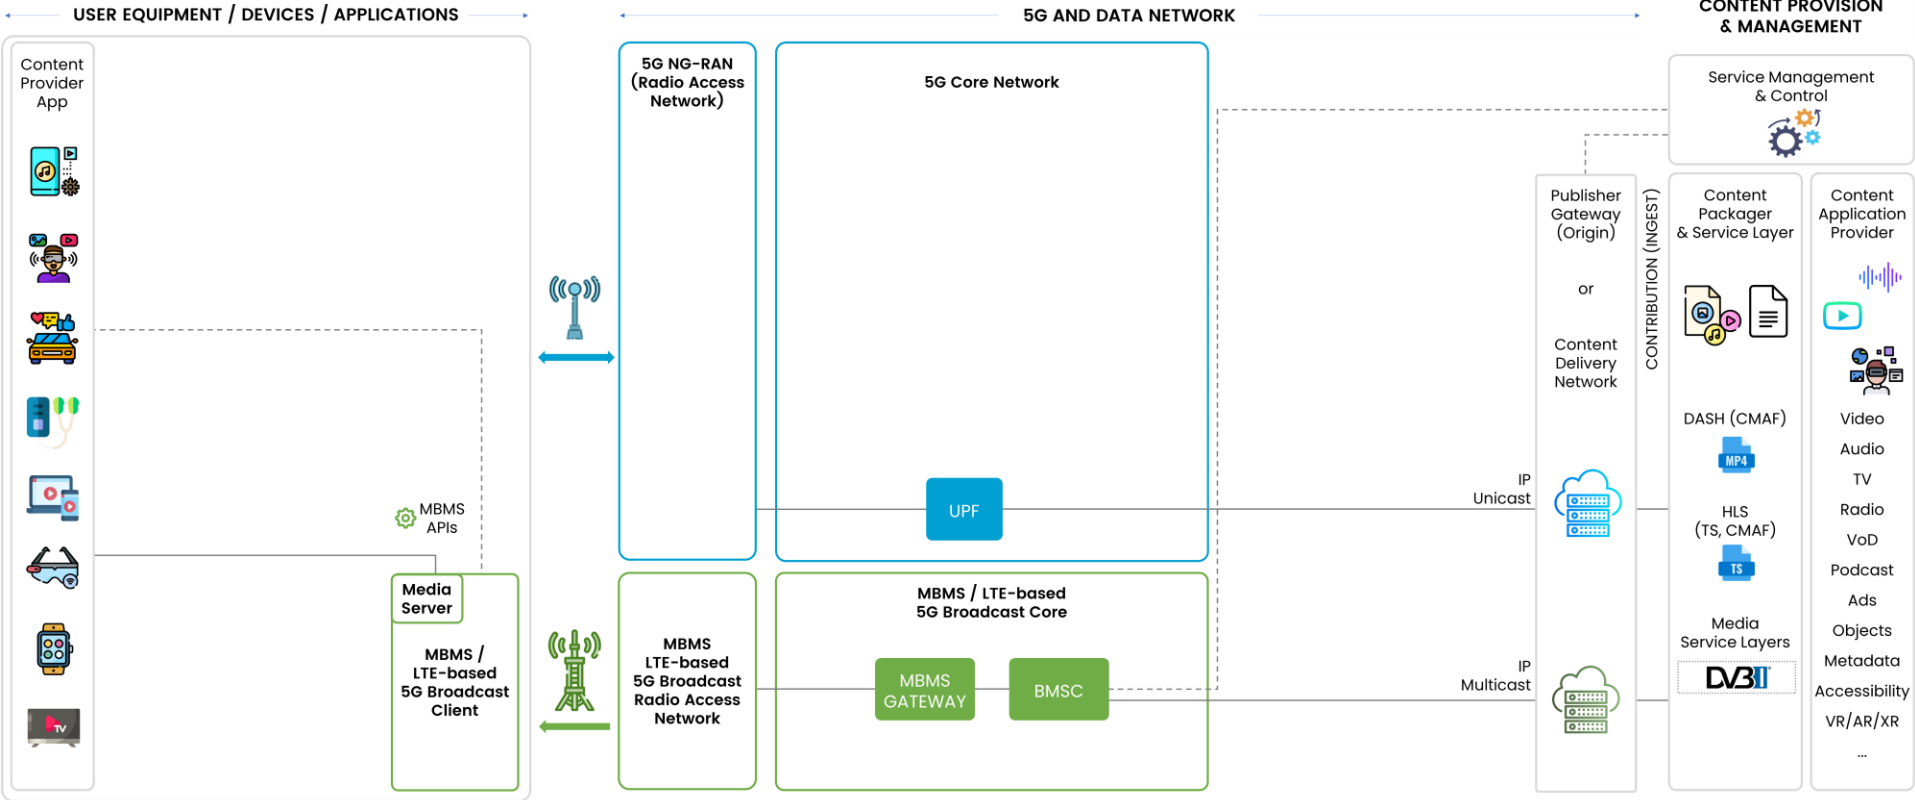 USER EQUIPMENT / DEVICES / APPLICATIONS
5G AND DATA NETWORK
CONTENT PROVISION
& MANAGEMENT
Content
Provider
App
MBMS
APIs
Media
Server
MBMS /
LTE-based
5G Broadcast
Client
TV
5G NG-RAN
(Radio Access
Network)
5G Core Network
UPF
MBMS
LTE-based
5G Broadcast
Radio Access
Network
MBMS / LTE-based
5G Broadcast Core
MBMS
GATEWAY
BMSC
IP
Unicast
IP
Multicast
Publisher
Gateway
(Origin)
or
Content
Delivery
Network
CONTRIBUTION (INGEST)
Service Management
& Control
Content
Packager
& Service Layer
DASH (CMAF)
MP4
HLS
(TS, CMAF)
TS
Media
Service Layers
DVB I
Content
Application
Provider
Video
Audio
TV
Radio
VoD
Podcast
Ads
Objects
Metadata
Accessibility
VR/AR/XR
...